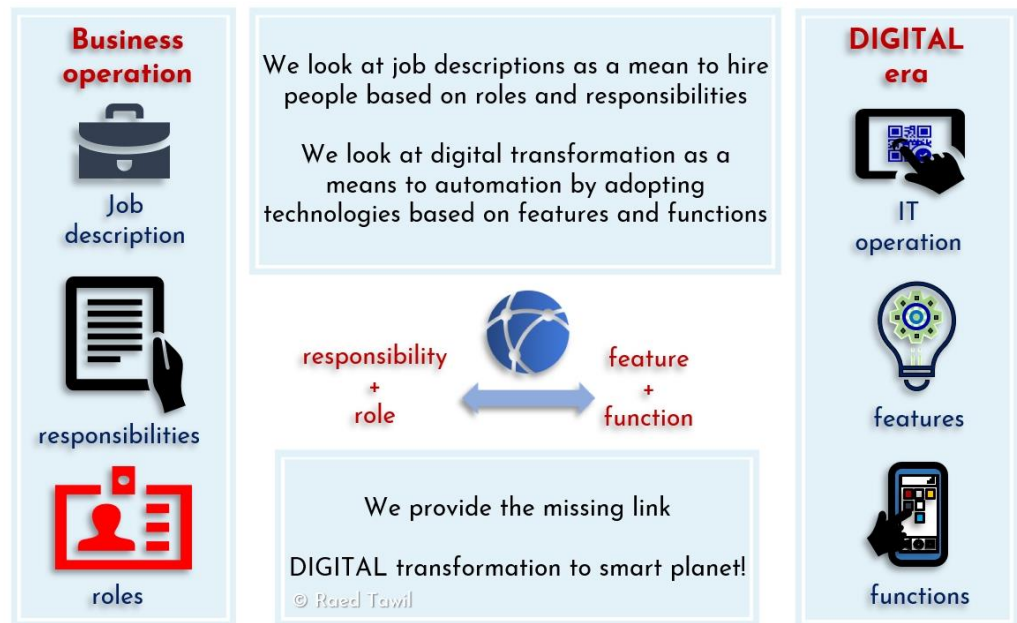 Business
operation
Job
description
responsibilities
roles
We look at job descriptions as a mean to hire
people based on roles and responsibilities
We look at digital transformation as a
means to automation by adopting
technologies based on features and functions
responsibility
+
role
feature
+
function
We provide the missing link
DIGITAL transformation to smart planet!
© Raed Tawil
DIGITAL
era
IT
operation
features
functions